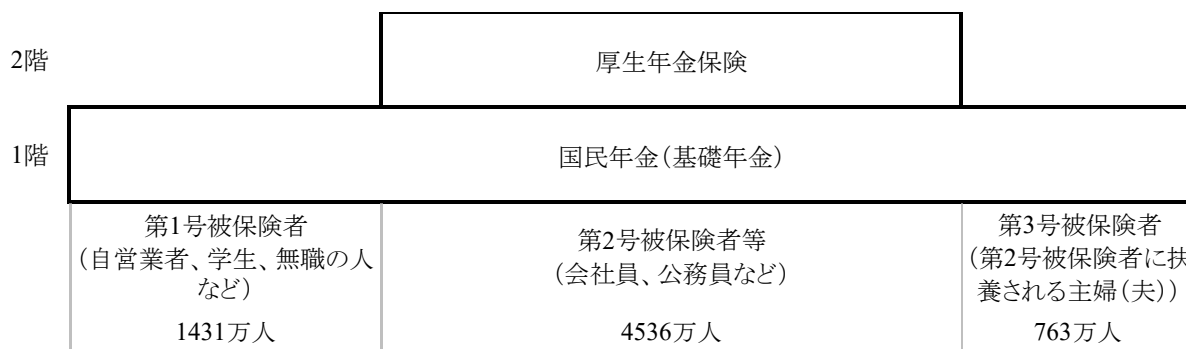 2階
厚生年金保険
1階
国民年金(基礎年金)
第1号被保険者
(自営業者、学生、無職の人
など)
1431万人
第2号被保険者等
(会社員、公務員など)
4536万人
第3号被保険者
(第2号被保険者に扶
養される主婦(夫))
763万人